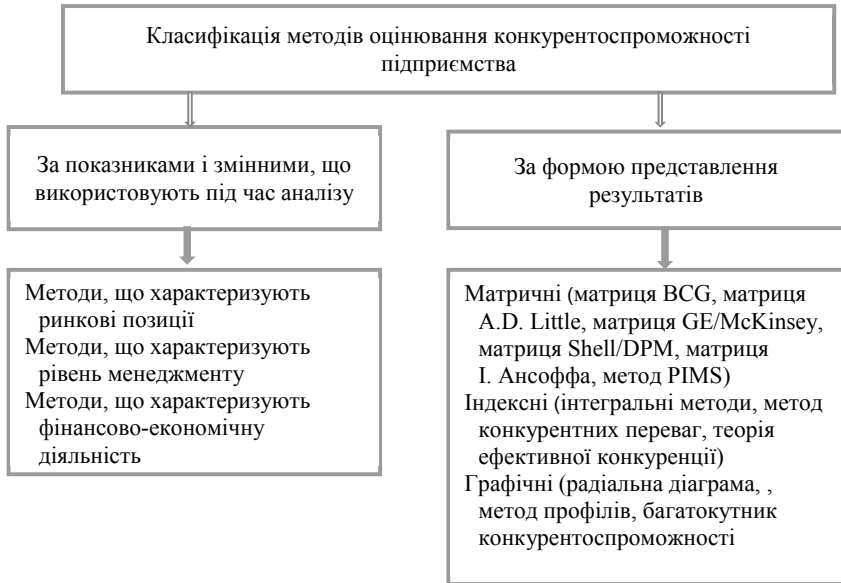 Класифікація методів оцінювання конкурентоспроможності
підприємства
За показниками і змінними, що
використовують під час аналізу
За формою представлення
результатів
Методи, що характеризують
ринкові позиції
Методи, що характеризують
рівень менеджменту
Методи, що характеризують
фінансово-економічну
діяльність
Матричні (матриця BCG, матриця
A.D. Little, матриця GE/McKinsey,
матриця Shell/DPM, матриця
І. Ансоффа, метод PIMS)
Індексні (інтегральні методи, метод
конкурентних переваг, теорія
ефективної конкуренції)
Графічні (радіальна діаграма, ,
метод профілів, багатокутник
конкурентоспроможності